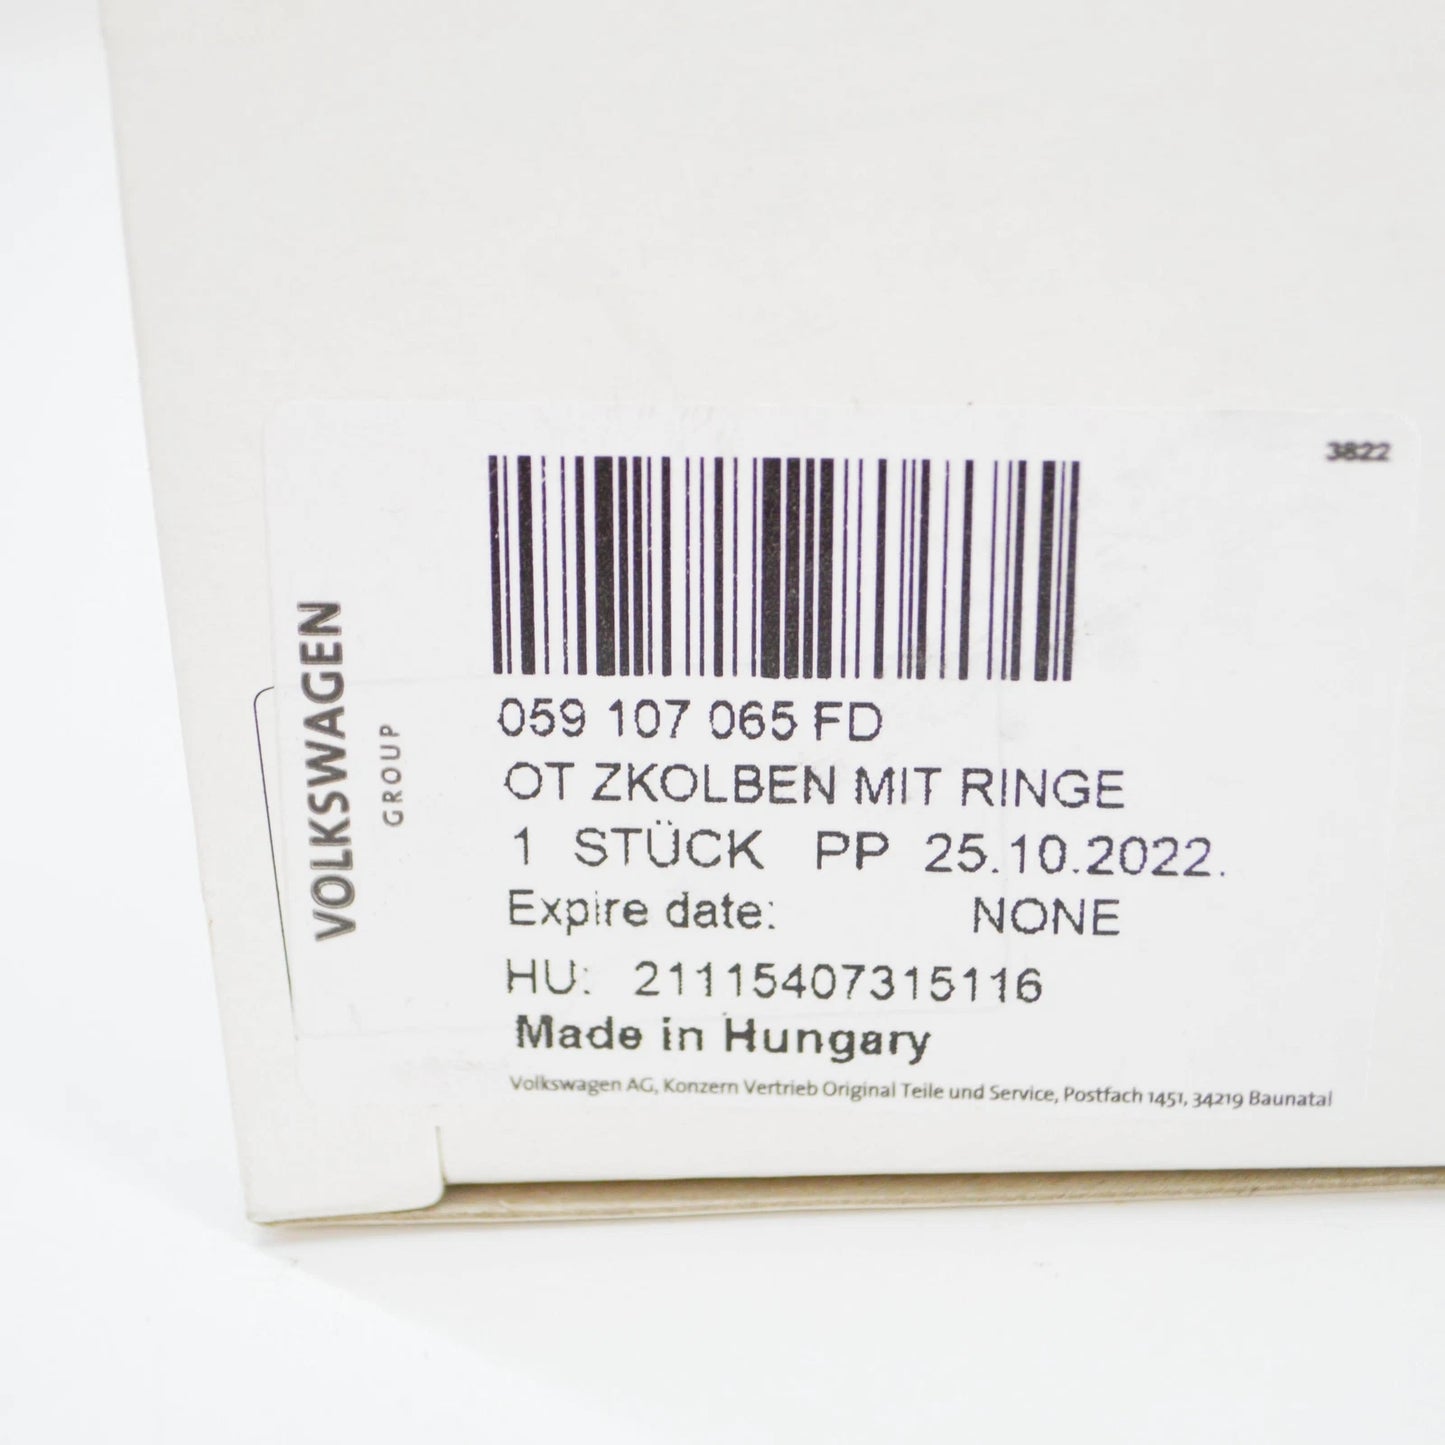 3822
VOLKSWAGEN
GROUP
059 107 065 FD
OT ZKOLBEN MIT RINGE
1 STÜCK PP 25.10.2022.
Expire date: NONE
HU: 21115407315116
Made in Hungary
Volkswagen AG, Konzern Vertrieb Original Teile und Service, Postfach 1451, 34219 Baunatal